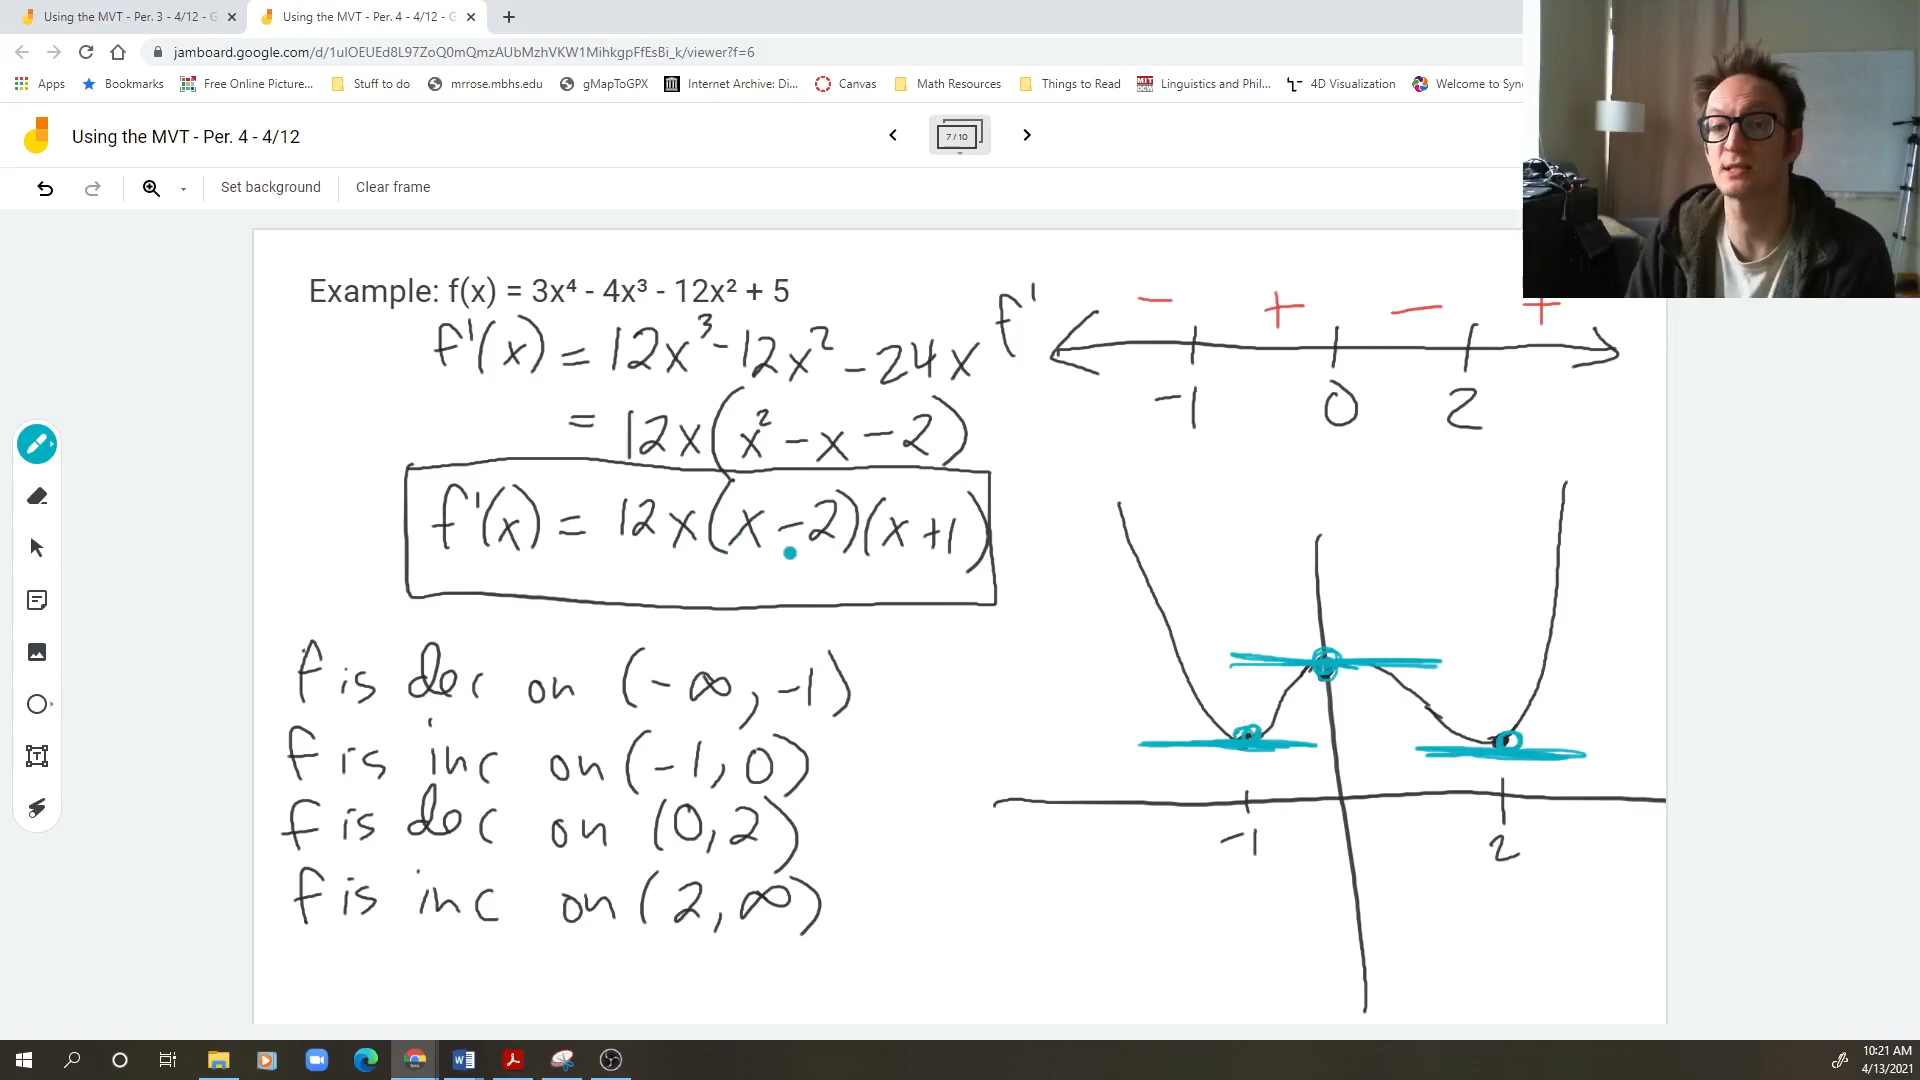 Using the MVT - Per. 3 - 4/12 - G
Using the MVT - Per. 4 - 4/12 - G
jamboard.google.com/d/1ulOEUEd8L97ZoQ0mQmzAUbMzhVKW1MihkgpFfEsBi_k/viewer?f=6
Apps Bookmarks Free Online Picture... Stuff to do mrrose.mbhs.edu gMapToGPX Internet Archive: Di... Canvas Math Resources Things to Read Linguistics and Phil... 4D Visualization Welcome to Syn
Using the MVT - Per. 4 - 4/12
7 / 10
Set background Clear frame
Example: f(x) = 3x⁴ - 4x³ - 12x² + 5
f'(x) = 12x³ - 12x² - 24x
= 12x(x² - x - 2)
f'(x) = 12x(x - 2)(x + 1)
f is dec on (-∞, -1)
f is inc on (-1, 0)
f is dec on (0, 2)
f is inc on (2, ∞)
f'
- + - +
-1 0 2
-1 2
10:21 AM
4/13/2021